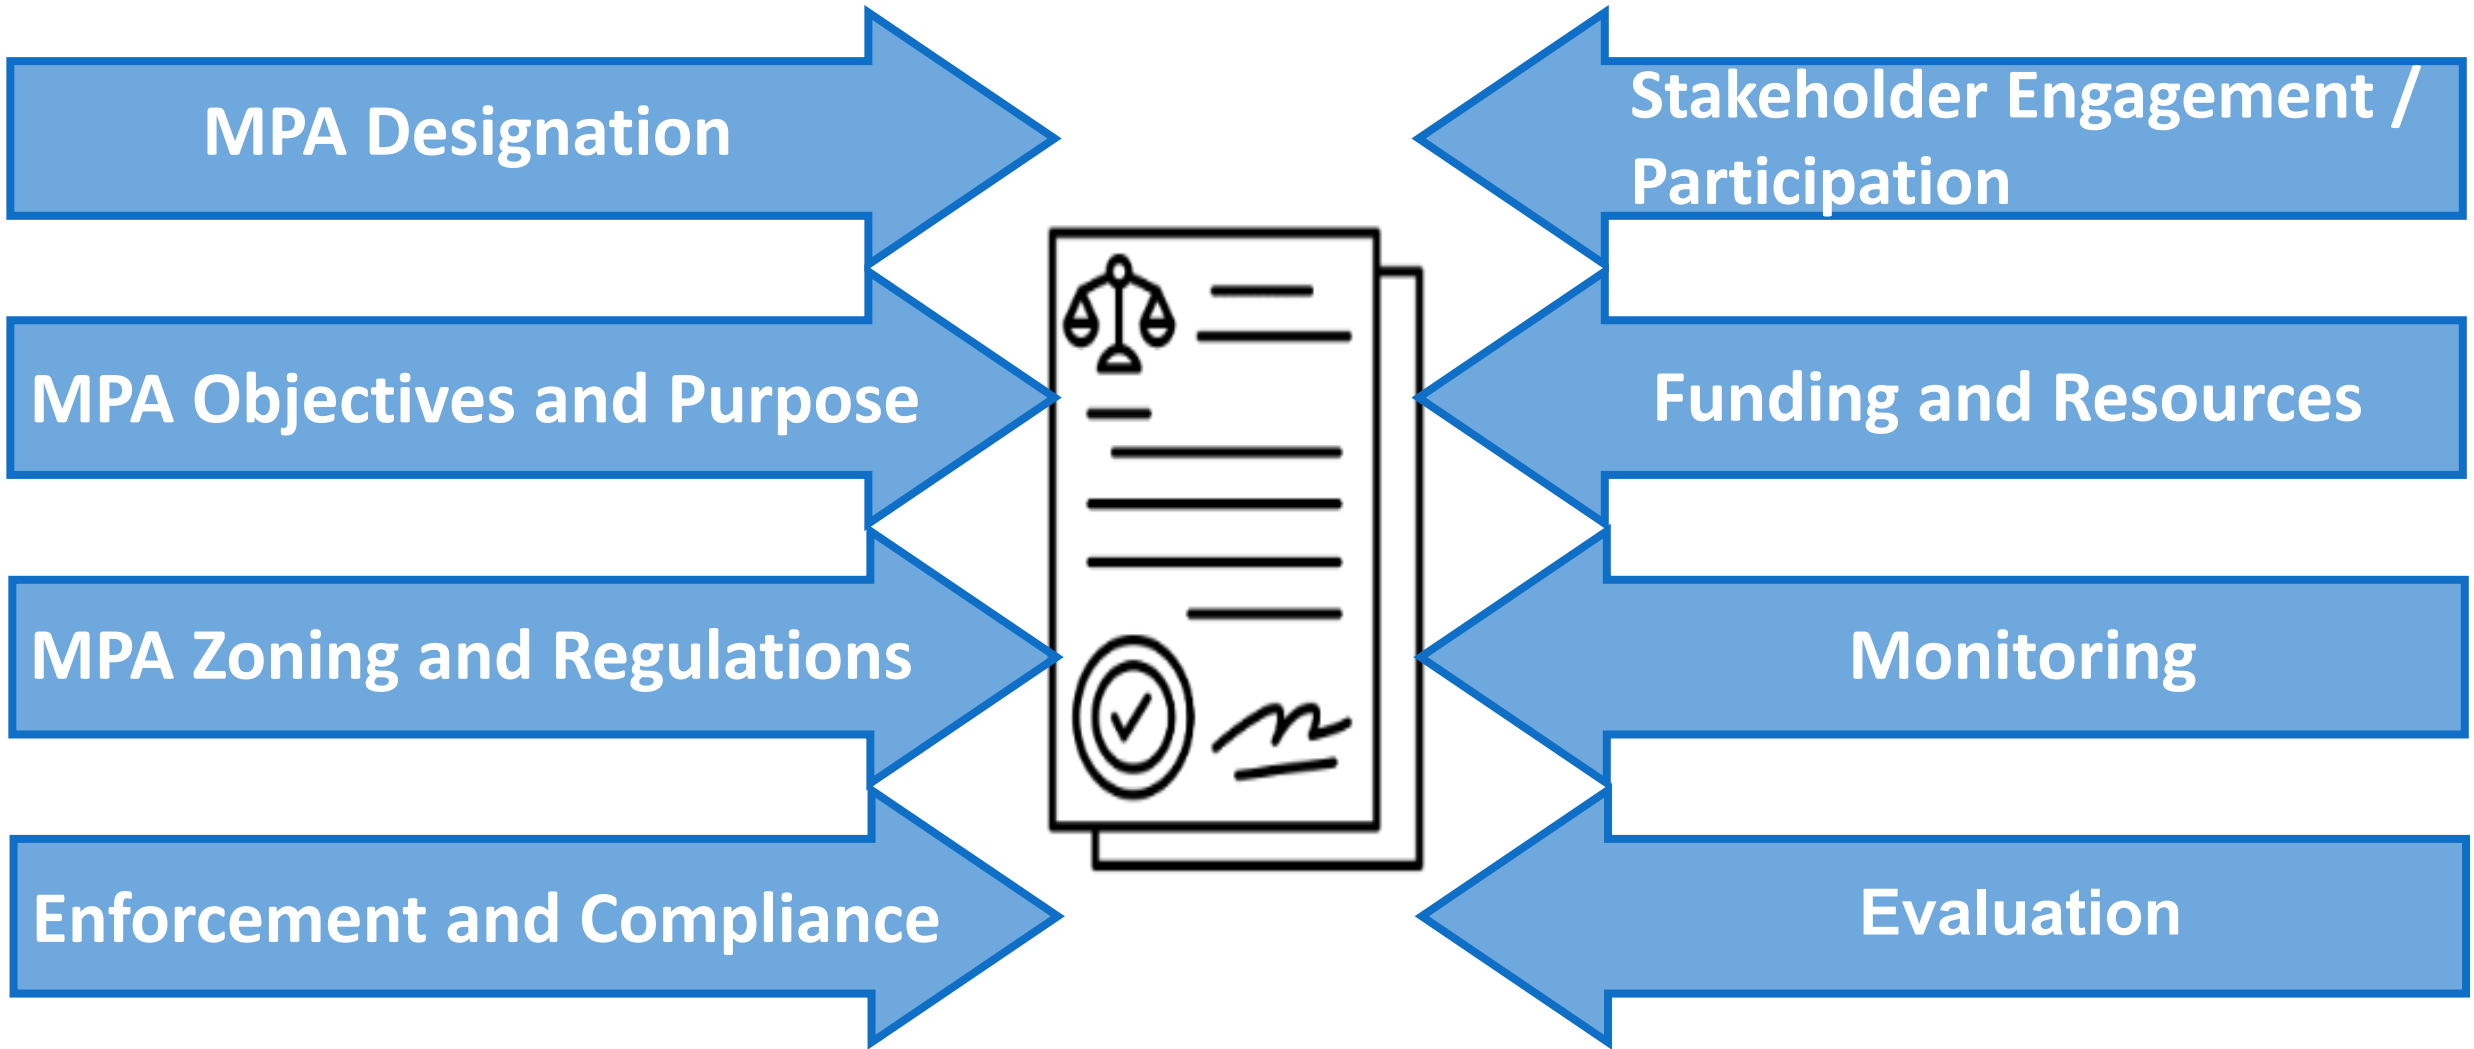 MPA Designation
MPA Objectives and Purpose
MPA Zoning and Regulations
Enforcement and Compliance
Stakeholder Engagement /
Participation
Funding and Resources
Monitoring
Evaluation